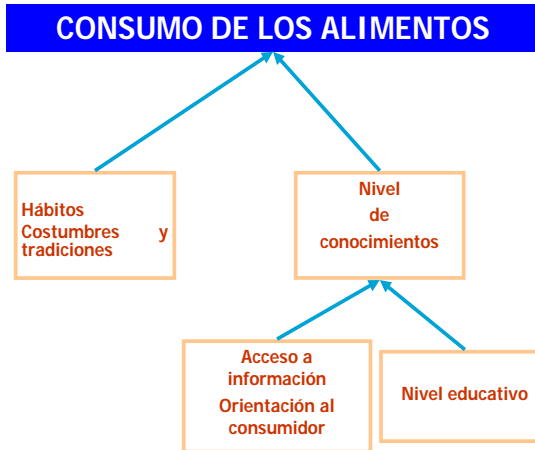 CONSUMO DE LOS ALIMENTOS
Hábitos
Costumbres y
tradiciones
Nivel
de
conocimientos
Acceso a
información
Orientación al
consumidor
Nivel educativo